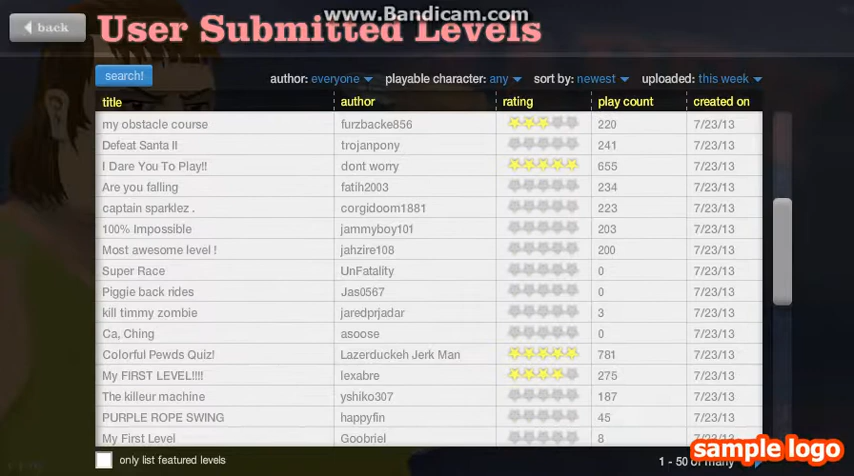 www.Bandicam.com
back
User Submitted Levels
search!
author: everyone playable character: any sort by: newest uploaded: this week
title author rating play count created on
my obstacle course furzbacke856 220 7/23/13
Defeat Santa II trojanpony 241 7/23/13
I Dare You To Play!! dont worry 655 7/23/13
Are you falling fatih2003 234 7/23/13
captain sparklez . corgidoom1881 223 7/23/13
100% Impossible jammyboy101 203 7/23/13
Most awesome level ! jahzire108 200 7/23/13
Super Race UnFatality 0 7/23/13
Piggie back rides Jas0567 0 7/23/13
kill timmy zombie jaredprjadar 3 7/23/13
Ca, Ching asoose 0 7/23/13
Colorful Pewds Quiz! Lazerduckeh Jerk Man 781 7/23/13
My FIRST LEVEL!!!! lexabre 275 7/23/13
The killeur machine yshiko307 187 7/23/13
PURPLE ROPE SWING happyfin 45 7/23/13
My First Level Goobriel 8 7/23/13
only list featured levels 1 - 50 of many
sample logo